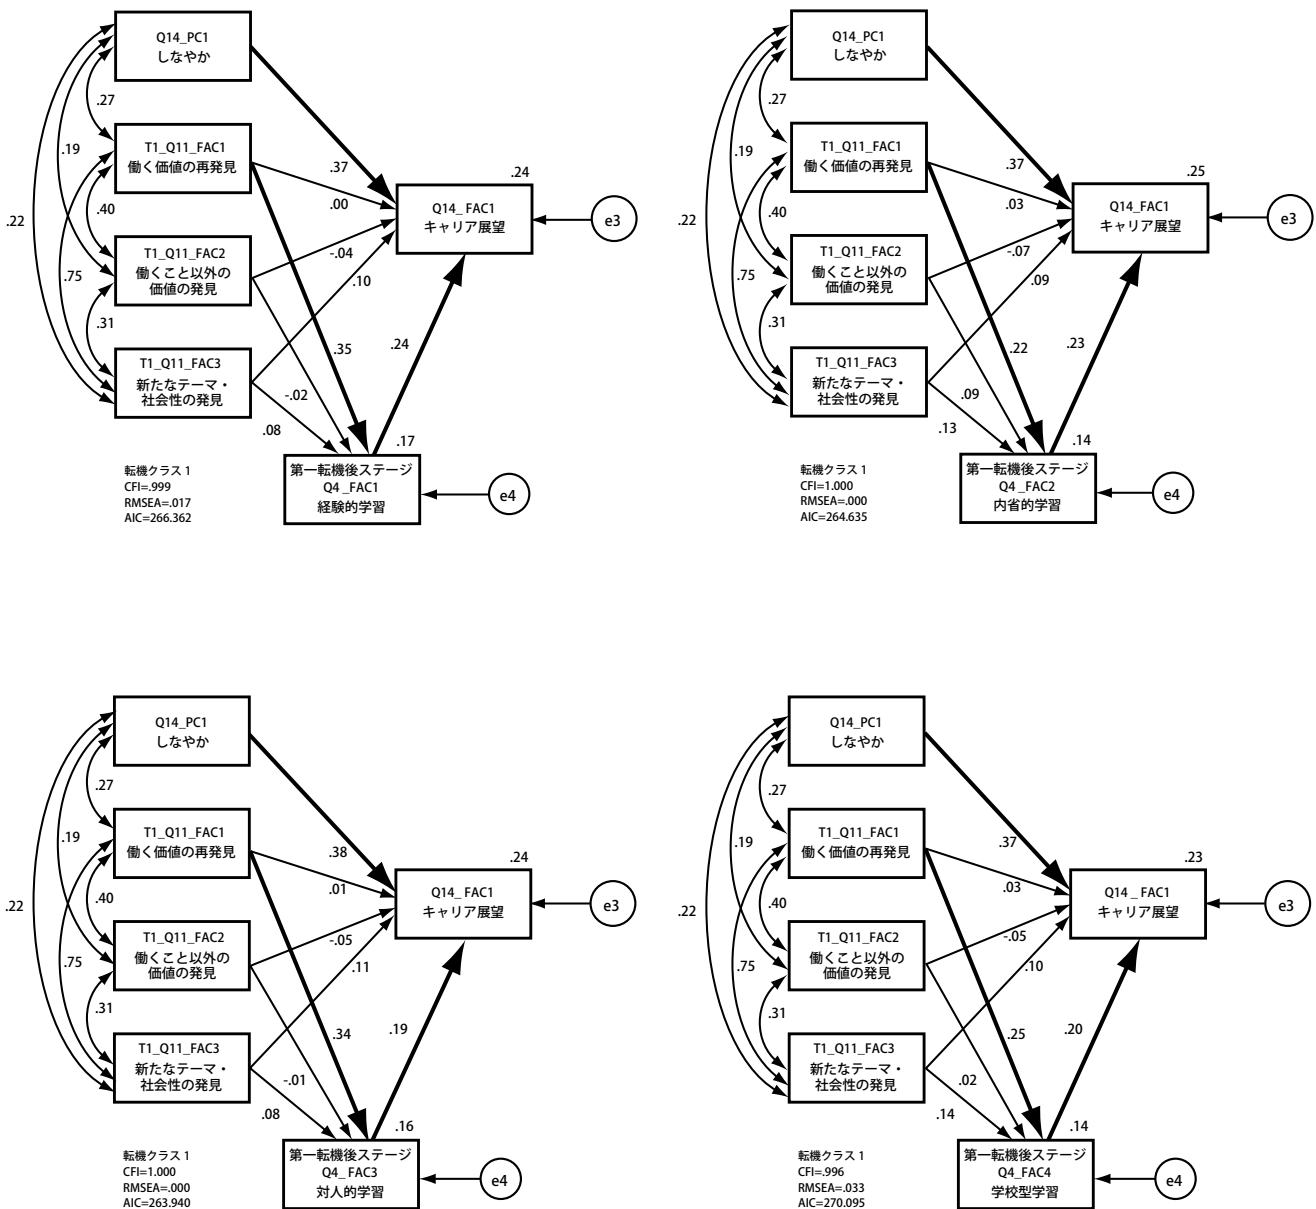 Q14_PC1
しなやか
.27
T1_Q11_FAC1
働く価値の再発見
.19
.37
.00
.24
Q14_ FAC1
キャリア展望
e3
.40
.22
T1_Q11_FAC2
働くこと以外の
価値の発見
-.04
.10
.75
.31
.35
.24
T1_Q11_FAC3
新たなテーマ・
社会性の発見
-.02
.08
.17
第一転機後ステージ
Q4 _FAC1
経験的学習
e4
転機クラス 1
CFI=.999
RMSEA=.017
AIC=266.362
Q14_PC1
しなやか
.27
T1_Q11_FAC1
働く価値の再発見
.19
.37
.03
.25
Q14_FAC1
キャリア展望
e3
.40
.22
T1_Q11_FAC2
働くこと以外の
価値の発見
-.07
.09
.75
.31
.22
.23
T1_Q11_FAC3
新たなテーマ・
社会性の発見
.09
.13
.14
第一転機後ステージ
Q4 _FAC2
内省的学習
e4
転機クラス 1
CFI=1.000
RMSEA=.000
AIC=264.635
Q14_PC1
しなやか
.27
T1_Q11_FAC1
働く価値の再発見
.19
.38
.01
.24
Q14_ FAC1
キャリア展望
e3
.40
.22
T1_Q11_FAC2
働くこと以外の
価値の発見
-.05
.11
.75
.31
.34
.19
T1_Q11_FAC3
新たなテーマ・
社会性の発見
-.01
.08
.16
第一転機後ステージ
Q4_ FAC3
対人的学習
e4
転機クラス 1
CFI=1.000
RMSEA=.000
AIC=263.940
Q14_PC1
しなやか
.27
T1_Q11_FAC1
働く価値の再発見
.19
.37
.03
.23
Q14_ FAC1
キャリア展望
e3
.40
.22
T1_Q11_FAC2
働くこと以外の
価値の発見
-.05
.10
.75
.31
.25
.20
T1_Q11_FAC3
新たなテーマ・
社会性の発見
.02
.14
.14
第一転機後ステージ
Q4_FAC4
学校型学習
e4
転機クラス 1
CFI=.996
RMSEA=.033
AIC=270.095